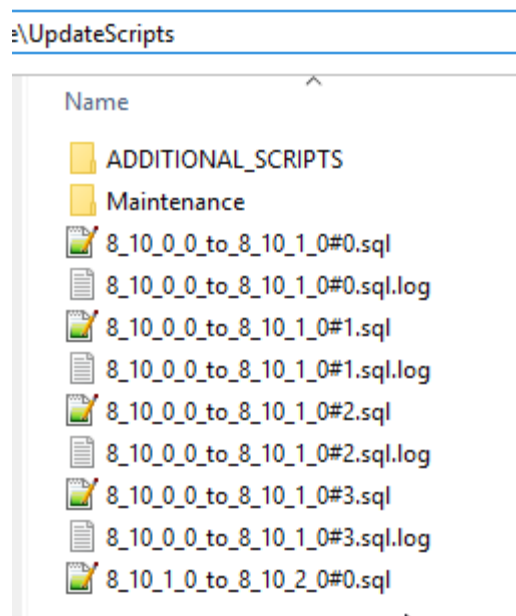 e\UpdateScripts
Name
ADDITIONAL_SCRIPTS
Maintenance
8_10_0_0_to_8_10_1_0#0.sql
8_10_0_0_to_8_10_1_0#0.sql.log
8_10_0_0_to_8_10_1_0#1.sql
8_10_0_0_to_8_10_1_0#1.sql.log
8_10_0_0_to_8_10_1_0#2.sql
8_10_0_0_to_8_10_1_0#2.sql.log
8_10_0_0_to_8_10_1_0#3.sql
8_10_0_0_to_8_10_1_0#3.sql.log
8_10_1_0_to_8_10_2_0#0.sql